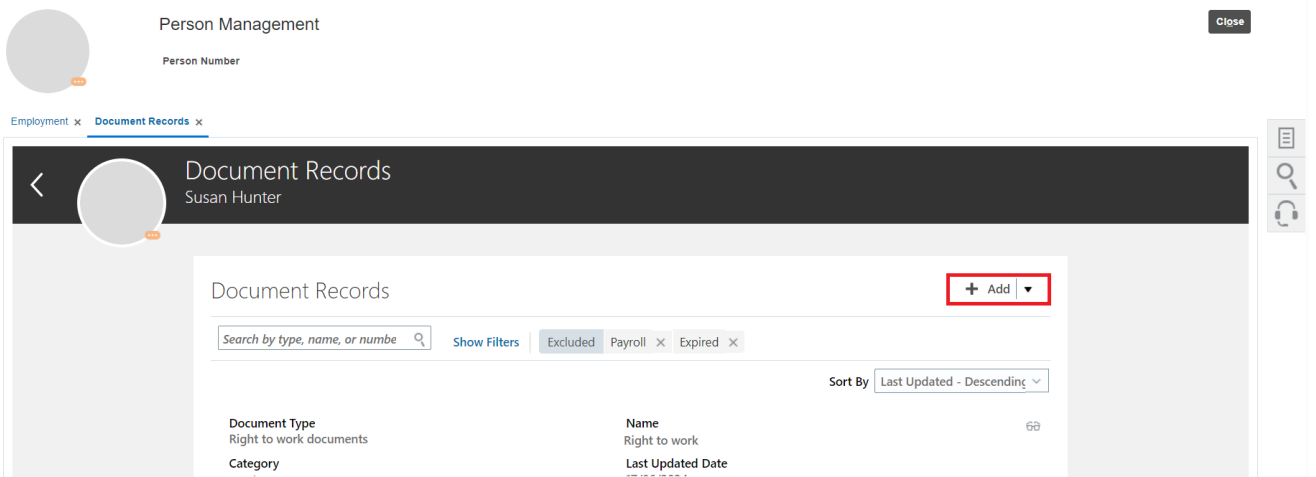 Person Management
Close
Person Number
Employment
Document Records
Document Records
Susan Hunter
Document Records
Add
Search by type, name, or numbe
Show Filters
Excluded Payroll Expired
Sort By Last Updated - Descending
Document Type Name
Right to work documents Right to work
Category Last Updated Date